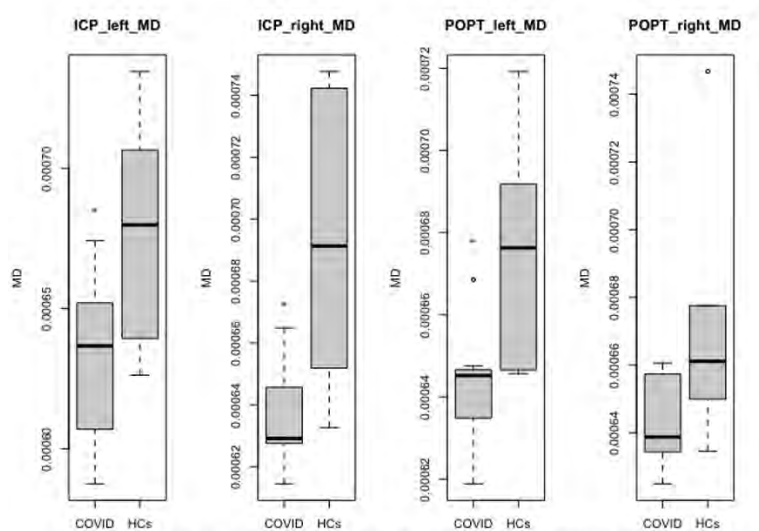 ICP_left_MD
ICP_right_MD
POPT_left_MD
POPT_right_MD
MD
0.00060
0.00065
0.00070
COVID
HCs
MD
0.00062
0.00064
0.00066
0.00068
0.00070
0.00072
0.00074
COVID
HCs
MD
0.00062
0.00064
0.00066
0.00068
0.00070
0.00072
COVID
HCs
MD
0.00064
0.00066
0.00068
0.00070
0.00072
0.00074
COVID
HCs